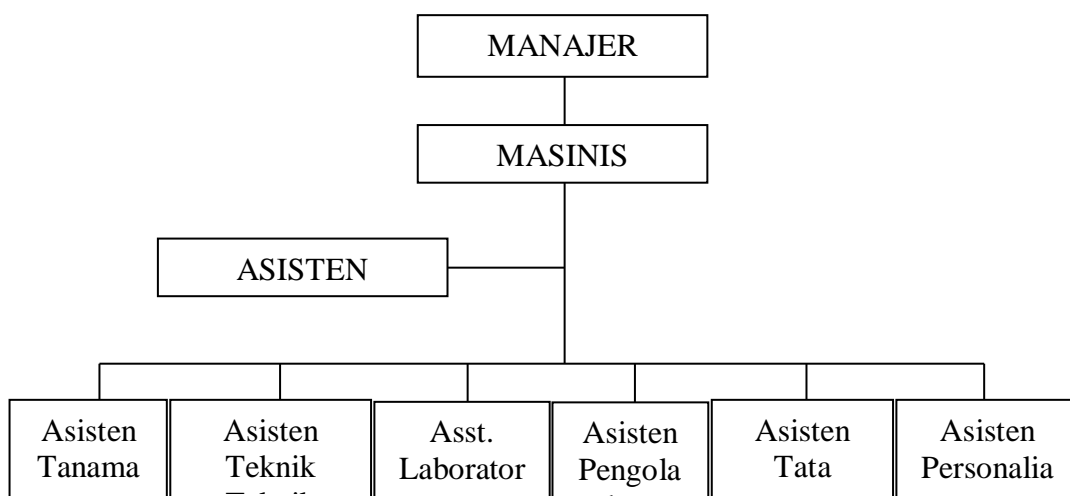 MANAJER
MASINIS
ASISTEN
Asisten
Tanama
Asisten
Teknik
Asst.
Laborator
Asisten
Pengola
Asisten
Tata
Asisten
Personalia